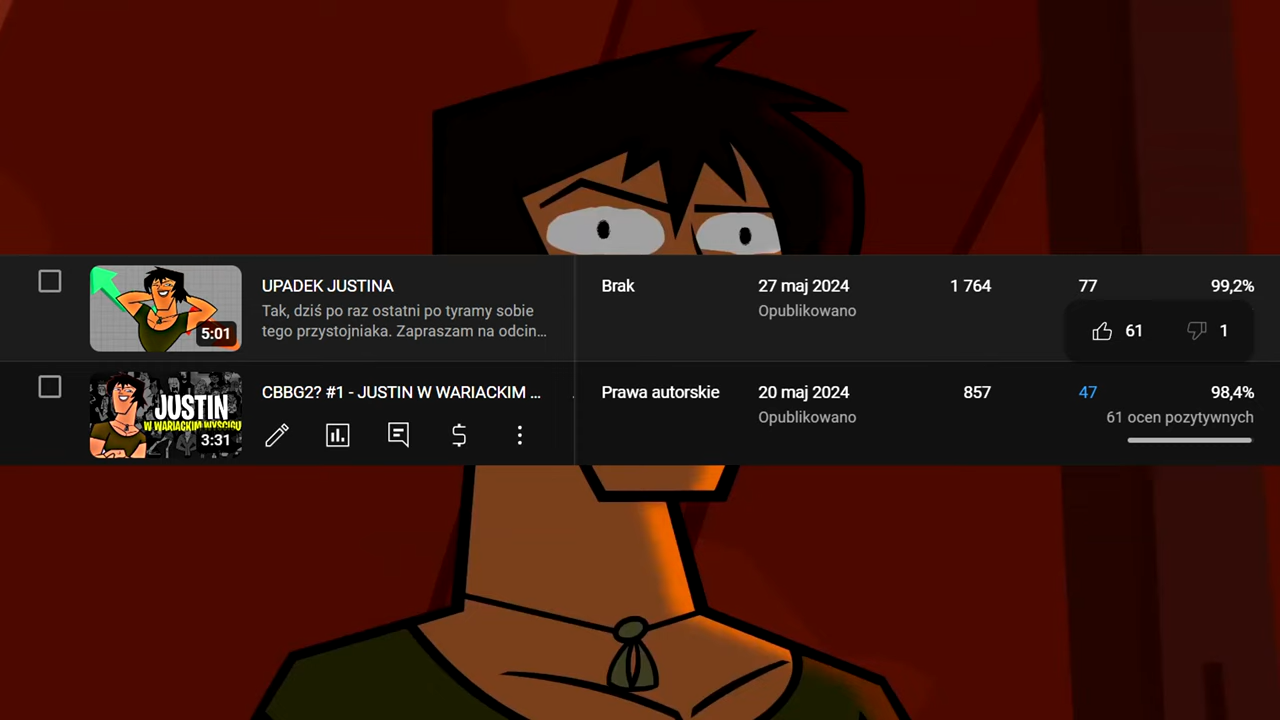 UPADEK JUSTINA
Tak, dziś po raz ostatni po tyramy sobie
tego przystojniaka. Zapraszam na odcin...
5:01
Brak
27 maj 2024
Opublikowano
1 764
77
99,2%
61
1
JUSTIN
W WARIACKIM WYŚCIGU
3:31
CBBG2?? #1 - JUSTIN W WARIACKIM ...
Prawa autorskie
20 maj 2024
Opublikowano
857
47
98,4%
61 ocen pozytywnych